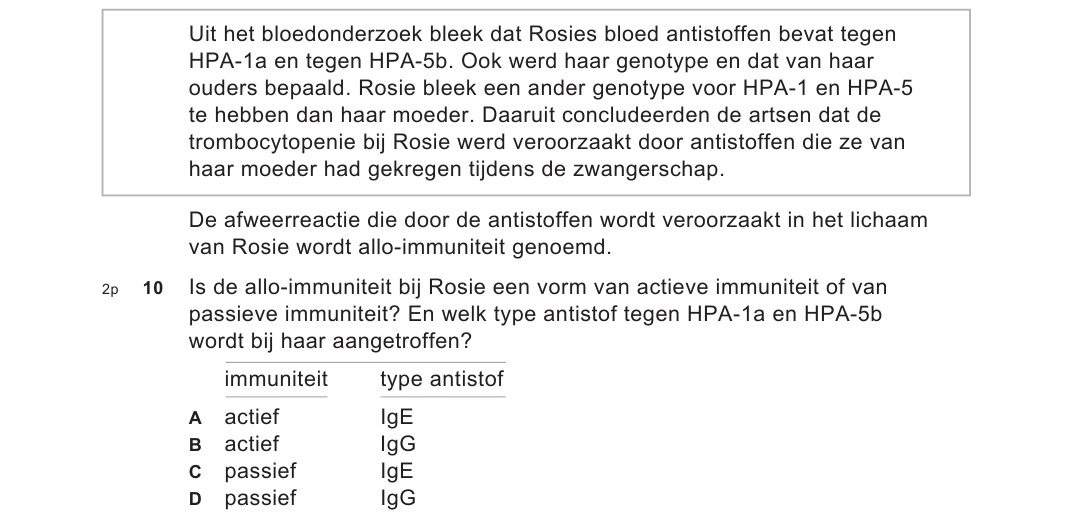 Uit het bloedonderzoek bleek dat Rosies bloed antistoffen bevat tegen
HPA-1a en tegen HPA-5b. Ook werd haar genotype en dat van haar
ouders bepaald. Rosie bleek een ander genotype voor HPA-1 en HPA-5
te hebben dan haar moeder. Daaruit concludeerden de artsen dat de
trombocytopenie bij Rosie werd veroorzaakt door antistoffen die ze van
haar moeder had gekregen tijdens de zwangerschap.
De afweerreactie die door de antistoffen wordt veroorzaakt in het lichaam
van Rosie wordt allo-immuniteit genoemd.
2p 10 Is de allo-immuniteit bij Rosie een vorm van actieve immuniteit of van
passieve immuniteit? En welk type antistof tegen HPA-1a en HPA-5b
wordt bij haar aangetroffen?
immuniteit type antistof
A actief IgE
B actief IgG
C passief IgE
D passief IgG